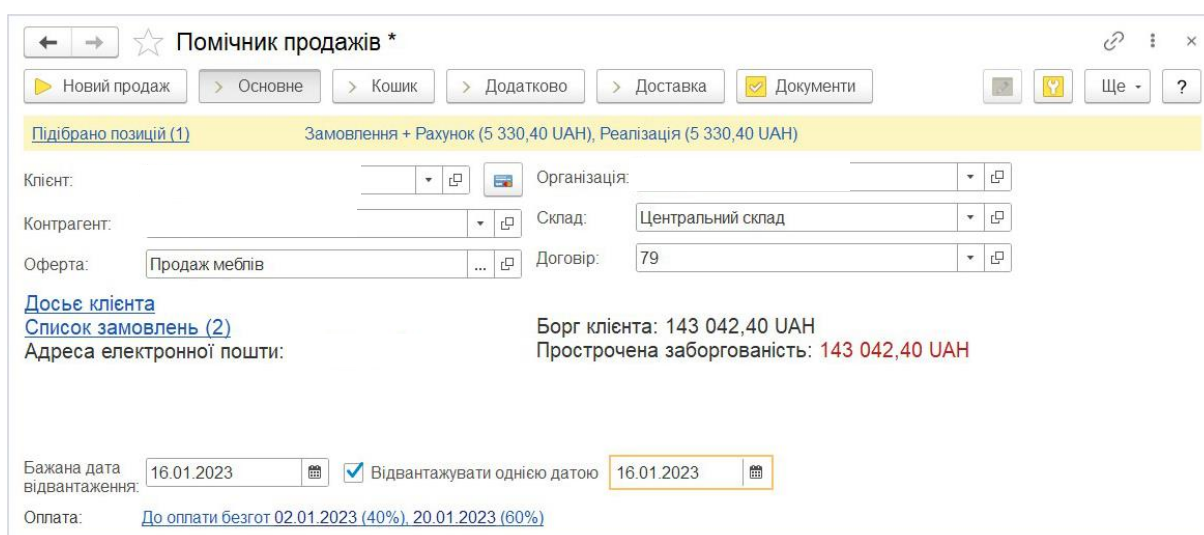 Помічник продажів *
Новий продаж Основне Кошик Додатково Доставка Документи Ще ?
Підібрано позицій (1) Замовлення + Рахунок (5 330,40 UAH), Реалізація (5 330,40 UAH)
Клієнт: Організація:
Контрагент: Склад: Центральний склад
Оферта: Продаж меблів ... Договір: 79
Досьє клієнта
Список замовлень (2) Борг клієнта: 143 042,40 UAH
Адреса електронної пошти: Прострочена заборгованість: 143 042,40 UAH
Бажана дата
відвантаження: 16.01.2023 Відвантажувати однією датою 16.01.2023
Оплата: До оплати безгот 02.01.2023 (40%), 20.01.2023 (60%)